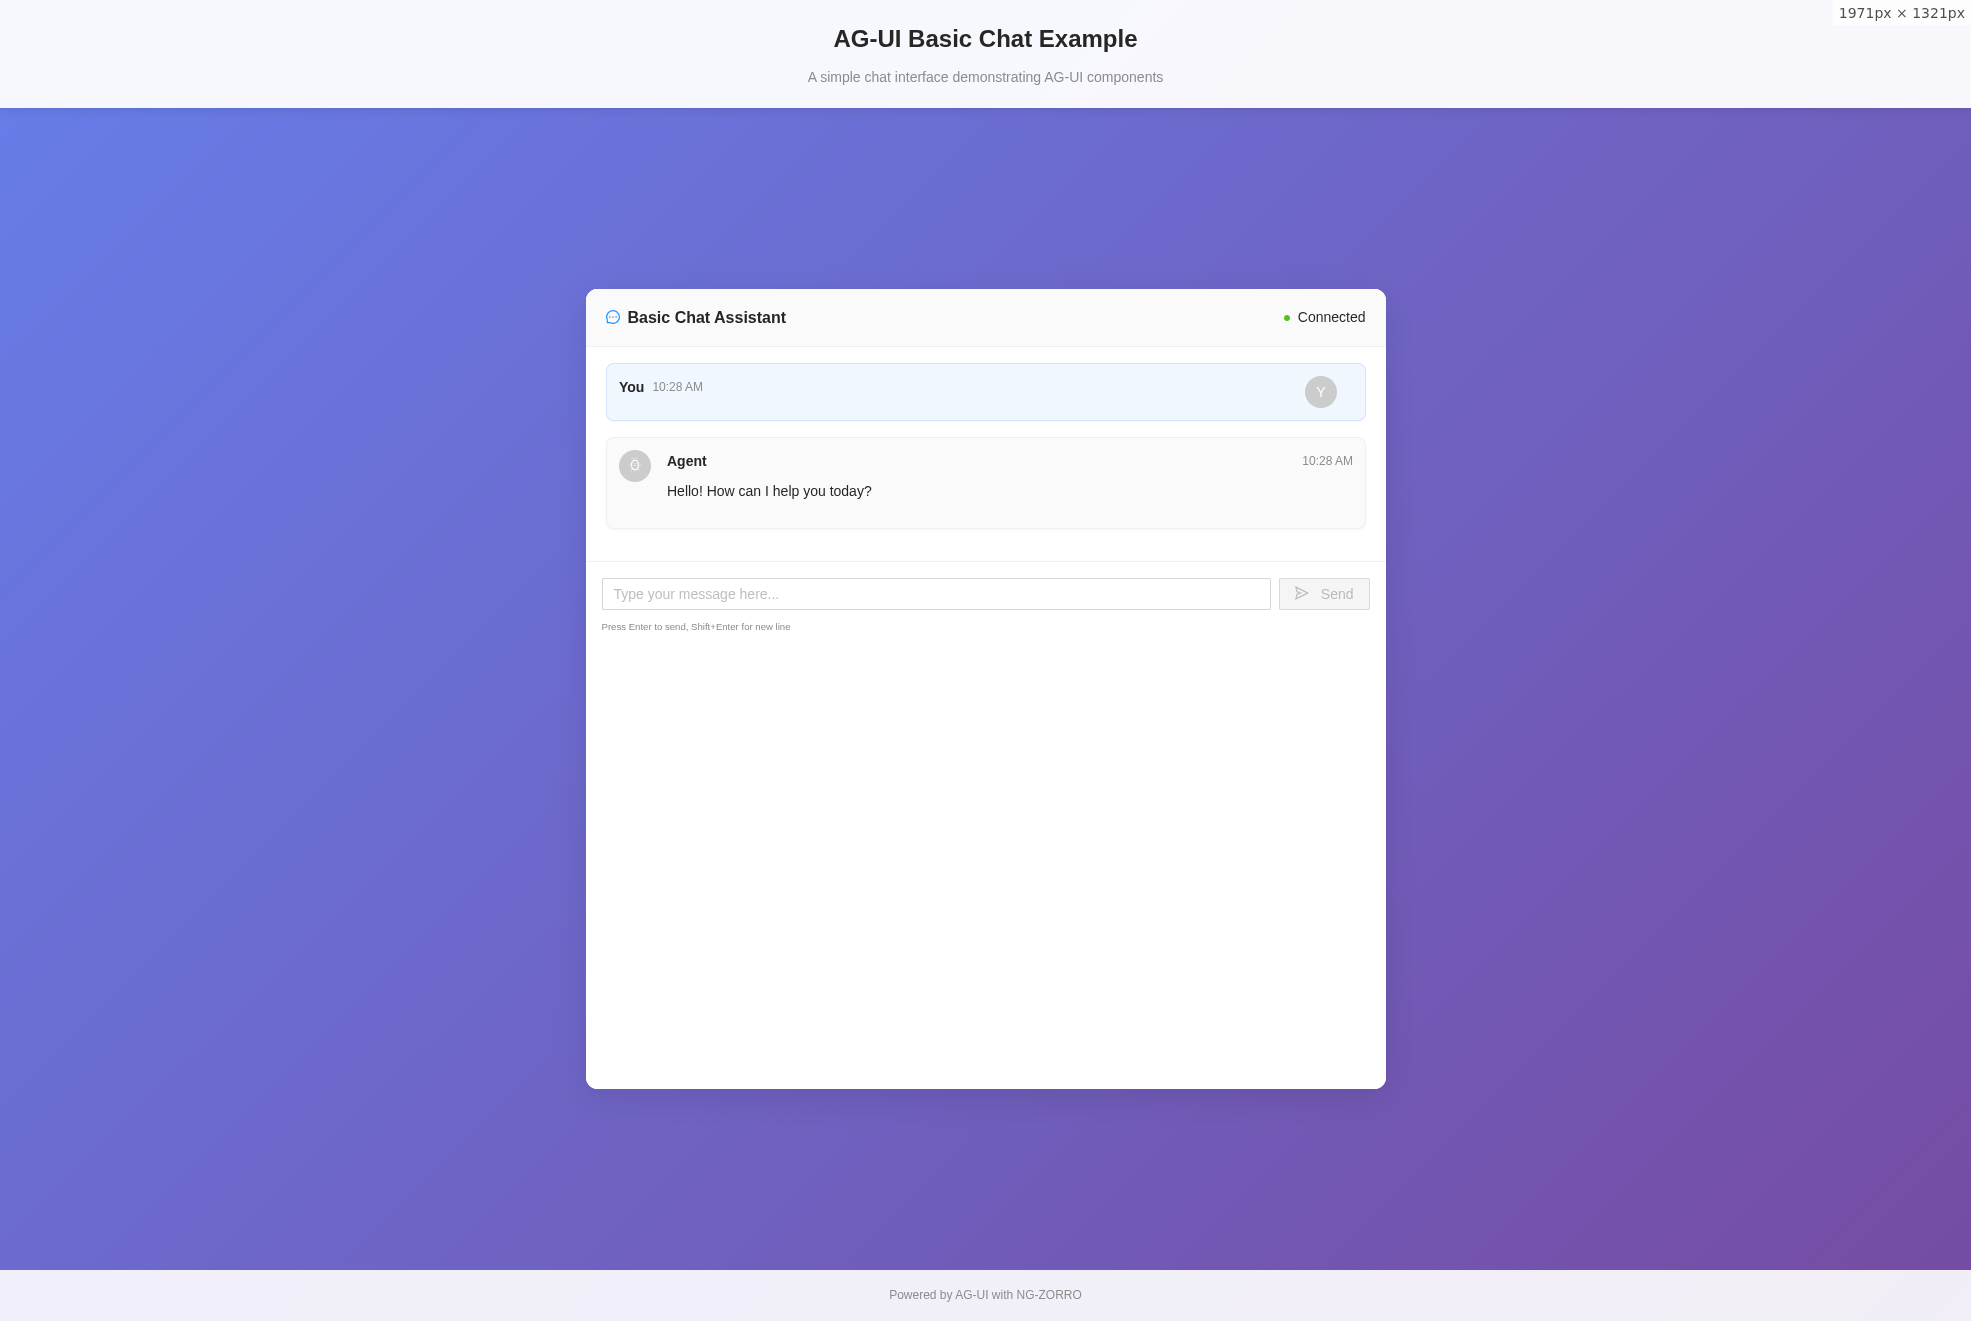 1971px × 1321px
AG-UI Basic Chat Example
A simple chat interface demonstrating AG-UI components
Basic Chat Assistant
Connected
You 10:28 AM
Y
Agent
10:28 AM
Hello! How can I help you today?
Type your message here...
Send
Press Enter to send, Shift+Enter for new line
Powered by AG-UI with NG-ZORRO